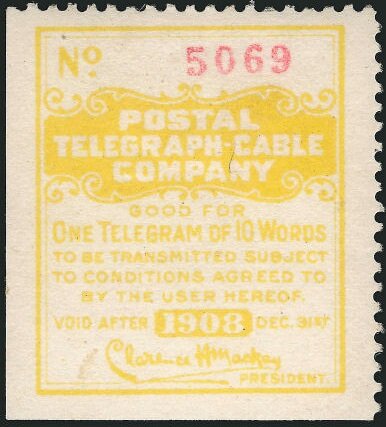 No. 5069
POSTAL
TELEGRAPH-CABLE
COMPANY
GOOD FOR
ONE TELEGRAM OF 10 WORDS
TO BE TRANSMITTED SUBJECT
TO CONDITIONS AGREED TO
BY THE USER HEREOF.
VOID AFTER 1908 DEC. 31ST
Clarence H Mackay
PRESIDENT